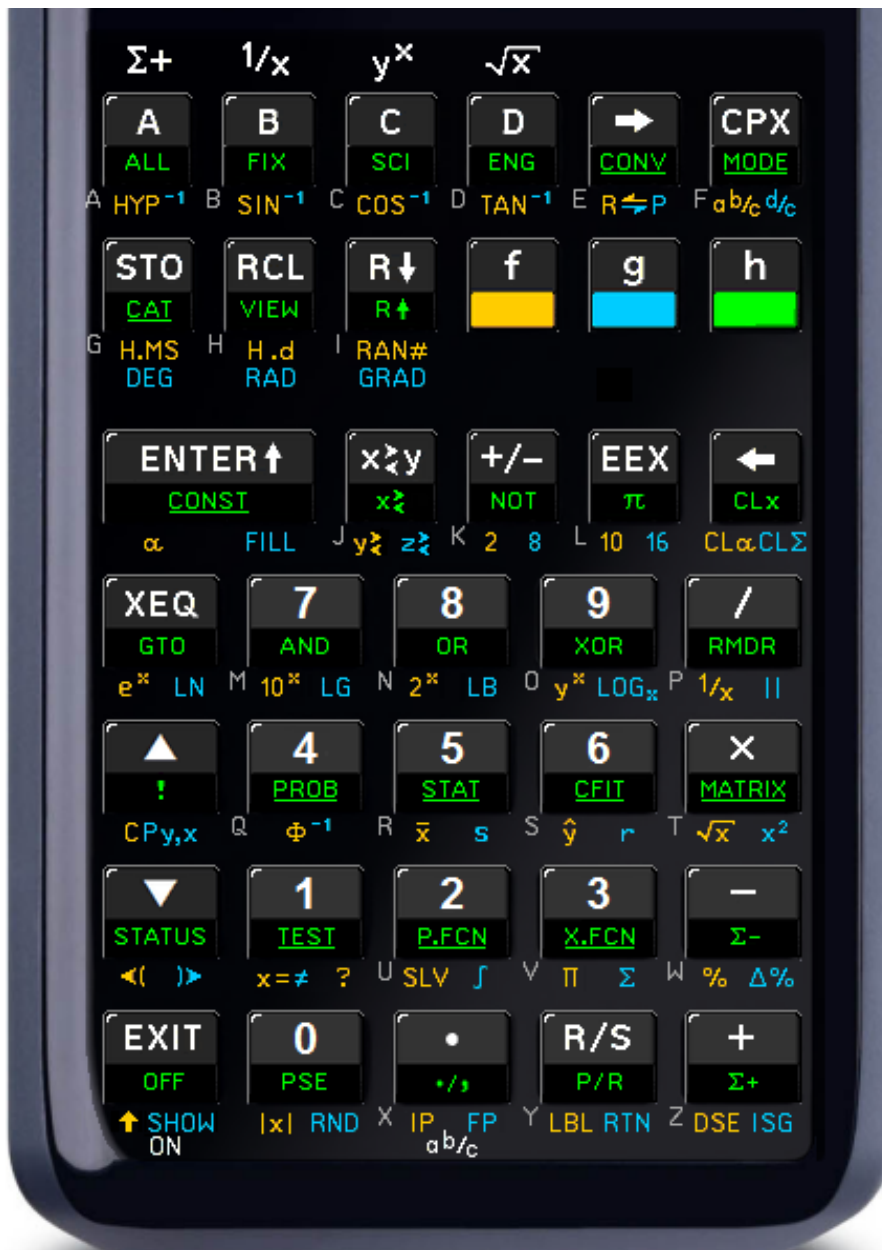 Σ+ 1/x yˣ √x
A B C D ➡ CPX
ALL FIX SCI ENG CONV MODE
A HYP⁻¹ B SIN⁻¹ C COS⁻¹ D TAN⁻¹ E R⇆P F a b/c d/c
STO RCL R↓ f g h
CAT VIEW R↑
G H.MS H H.d I RAN#
DEG RAD GRAD
ENTER↑ x≷y +/− EEX ⬅
CONST x≷ NOT π CLx
α FILL J y≷ z≷ K 2 8 L 10 16 CLα CLΣ
XEQ 7 8 9 /
GTO AND OR XOR RMDR
eˣ LN M 10ˣ LG N 2ˣ LB O yˣ LOGₓ P 1/x ||
▲ 4 5 6 ×
! PROB STAT CFIT MATRIX
CPy,x Q Φ⁻¹ R x̄ s S ŷ r T √x x²
▼ 1 2 3 −
STATUS TEST P.FCN X.FCN Σ−
◄( )► x=≠ ? U SLV ∫ V Π Σ W % Δ%
EXIT 0 • R/S +
OFF PSE ./, P/R Σ+
↑ SHOW |x| RND X IP FP Y LBL RTN Z DSE ISG
ON a b/c